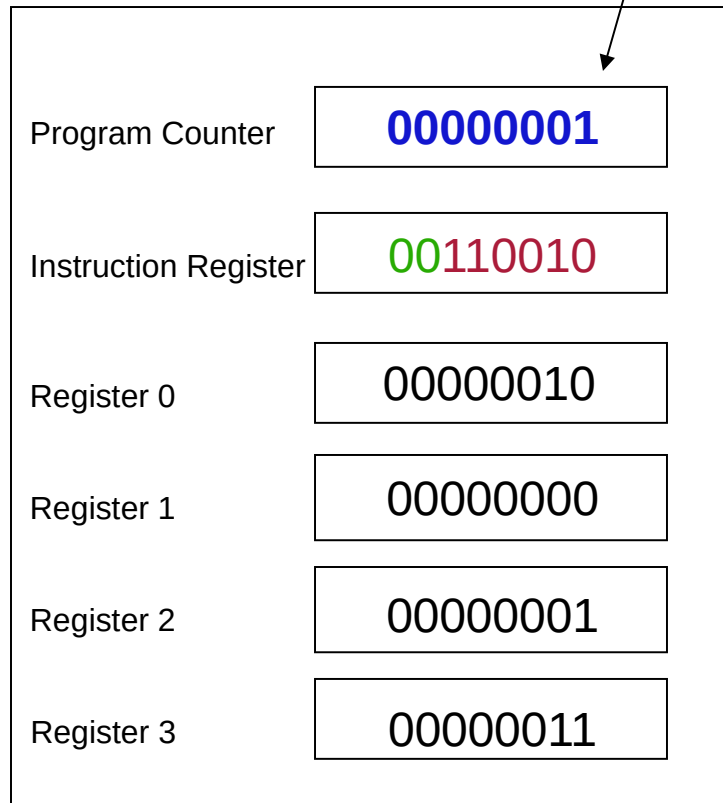 Program Counter 00000001
Instruction Register 00110010
Register 0 00000010
Register 1 00000000
Register 2 00000001
Register 3 00000011